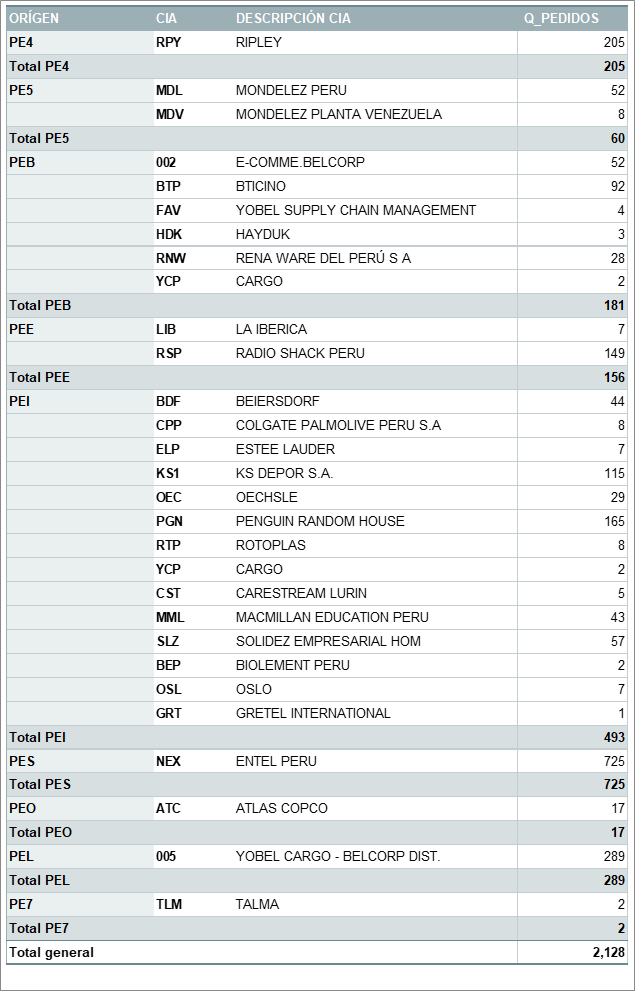 ORÍGEN CIA DESCRIPCIÓN CIA Q_PEDIDOS
PE4 RPY RIPLEY 205
Total PE4 205
PE5 MDL MONDELEZ PERU 52
MDV MONDELEZ PLANTA VENEZUELA 8
Total PE5 60
PEB 002 E-COMME.BELCORP 52
BTP BTICINO 92
FAV YOBEL SUPPLY CHAIN MANAGEMENT 4
HDK HAYDUK 3
RNW RENA WARE DEL PERÚ S A 28
YCP CARGO 2
Total PEB 181
PEE LIB LA IBERICA 7
RSP RADIO SHACK PERU 149
Total PEE 156
PEI BDF BEIERSDORF 44
CPP COLGATE PALMOLIVE PERU S.A 8
ELP ESTEE LAUDER 7
KS1 KS DEPOR S.A. 115
OEC OECHSLE 29
PGN PENGUIN RANDOM HOUSE 165
RTP ROTOPLAS 8
YCP CARGO 2
CST CARESTREAM LURIN 5
MML MACMILLAN EDUCATION PERU 43
SLZ SOLIDEZ EMPRESARIAL HOM 57
BEP BIOLEMENT PERU 2
OSL OSLO 7
GRT GRETEL INTERNATIONAL 1
Total PEI 493
PES NEX ENTEL PERU 725
Total PES 725
PEO ATC ATLAS COPCO 17
Total PEO 17
PEL 005 YOBEL CARGO - BELCORP DIST. 289
Total PEL 289
PE7 TLM TALMA 2
Total PE7 2
Total general 2,128